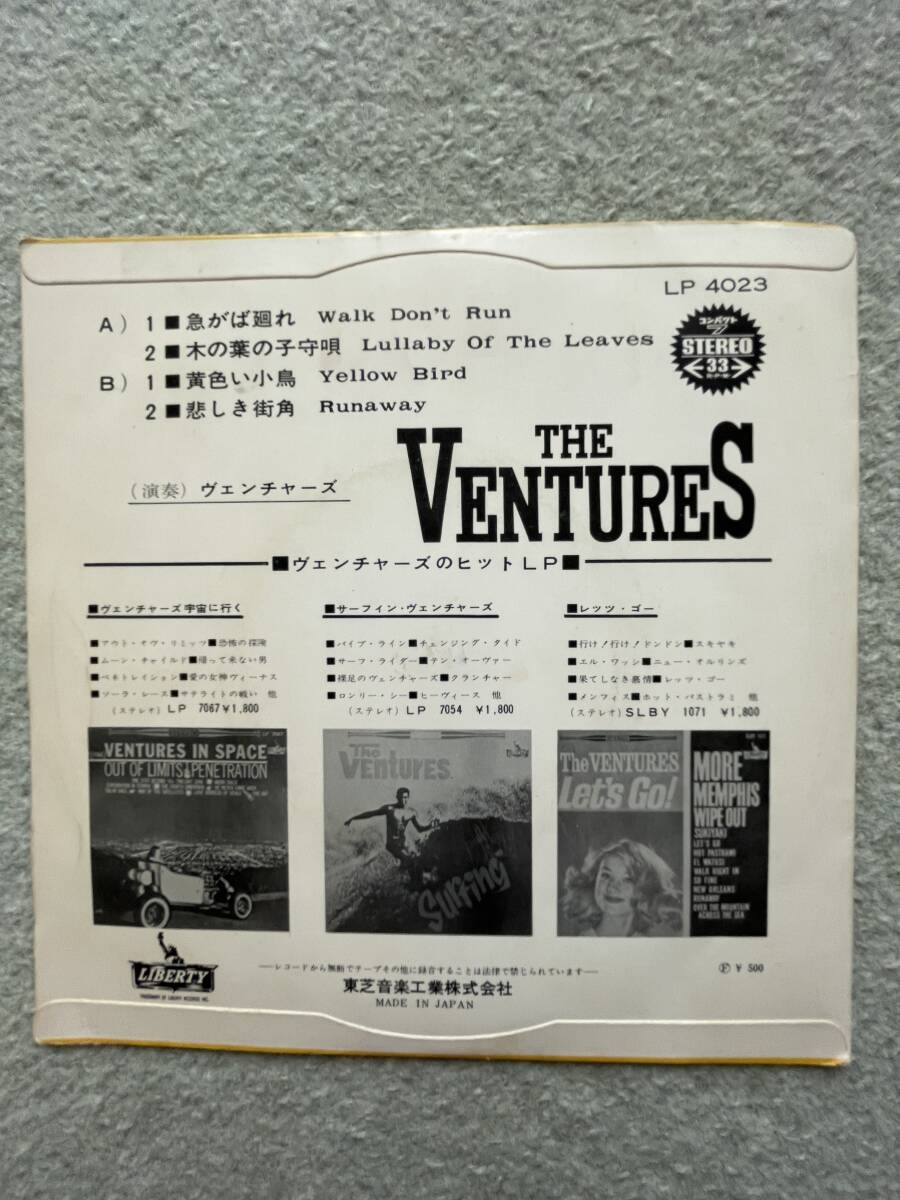 LP 4023
A) 1■急がば廻れ Walk Don't Run
2■木の葉の子守唄 Lullaby Of The Leaves
B) 1■黄色い小鳥 Yellow Bird
2■悲しき街角 Runaway
コンパクト
7
STEREO
33
(演奏) ヴェンチャーズ
THE
VENTURES
■ヴェンチャーズのヒットLP■
■ヴェンチャーズ宇宙に行く
■アウト・オヴ・リミッツ■恐怖の探険
■ムーン・チャイルド■帰って来ない男
■ペネトレイション■愛の女神ヴィーナス
■ソーラ・レース■サテライトの戦い 他
(ステレオ) LP 7067 ¥1,800
■サーフィン・ヴェンチャーズ
■パイプ・ライン■チェンジング・タイド
■サーフ・ライダー■テン・オーヴァー
■裸足のヴェンチャーズ■クランチャー
■ロンリー・シー■ヒーヴィース 他
(ステレオ) LP 7054 ¥1,800
■レッツ・ゴー
■行け!行け!ドンドン■スキヤキ
■エル・ワッシ■ニュー・オルリンズ
■果てしなき慕情■レッツ・ゴー
■メンフィス■ホット・パストラミ 他
(ステレオ) SLBY 1071 ¥1,800
VENTURES IN SPACE
OUT OF LIMITS PENETRATION
The
Ventures
Surfing
The VENTURES
Let's Go!
MORE
MEMPHIS
WIPE OUT
SUKIYAKI
LET'S GO
HOT PASTRAMI
EL WATUSI
WALK RIGHT IN
SO FINE
NEW ORLEANS
RUNAWAY
OVER THE MOUNTAIN
ACROSS THE SEA
LIBERTY
TRADEMARK OF LIBERTY RECORDS INC.
―レコードから無断でテープその他に録音することは法律で禁じられています―
Ⓕ ¥ 500
東芝音楽工業株式会社
MADE IN JAPAN